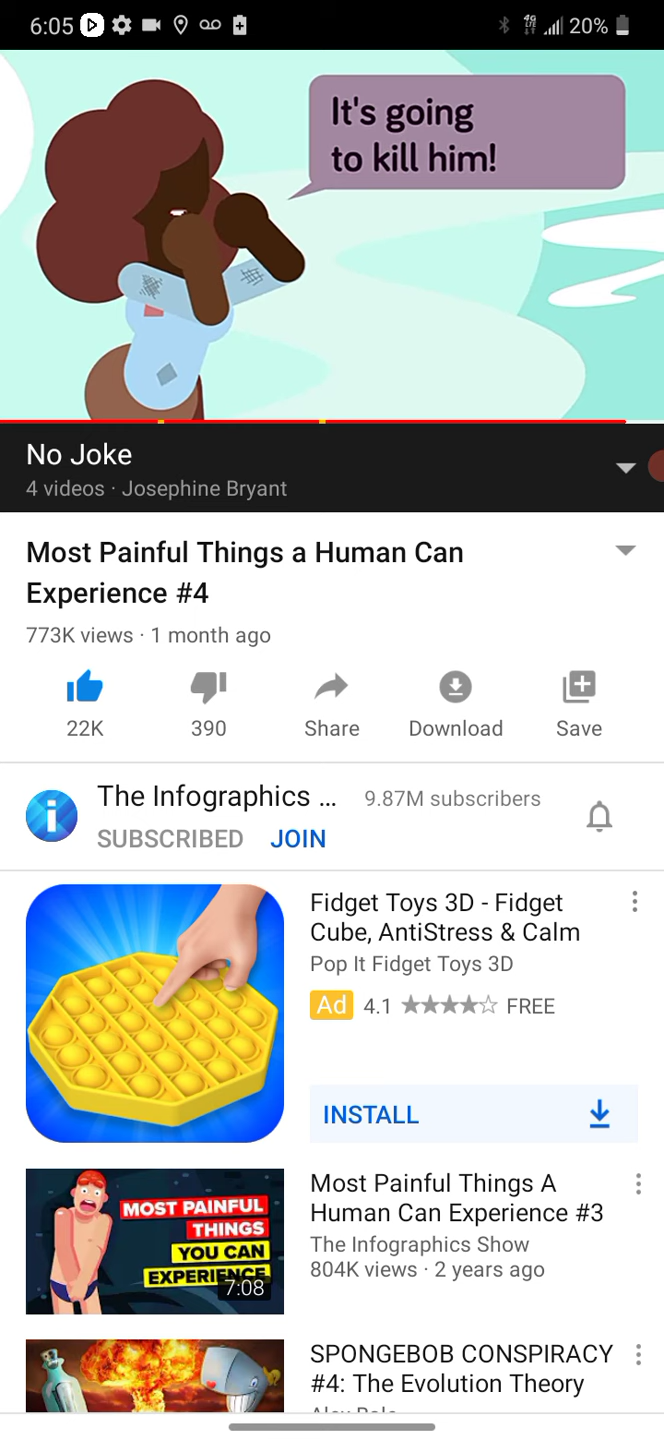 6:05
4G
LTE
20%
It's going
to kill him!
No Joke
4 videos · Josephine Bryant
Most Painful Things a Human Can
Experience #4
773K views · 1 month ago
22K
390
Share
Download
Save
The Infographics ...
9.87M subscribers
SUBSCRIBED
JOIN
Fidget Toys 3D - Fidget
Cube, AntiStress & Calm
Pop It Fidget Toys 3D
Ad 4.1 ★★★★☆ FREE
INSTALL
MOST PAINFUL
THINGS
YOU CAN
EXPERIENCE
7:08
Most Painful Things A
Human Can Experience #3
The Infographics Show
804K views · 2 years ago
SPONGEBOB CONSPIRACY
#4: The Evolution Theory